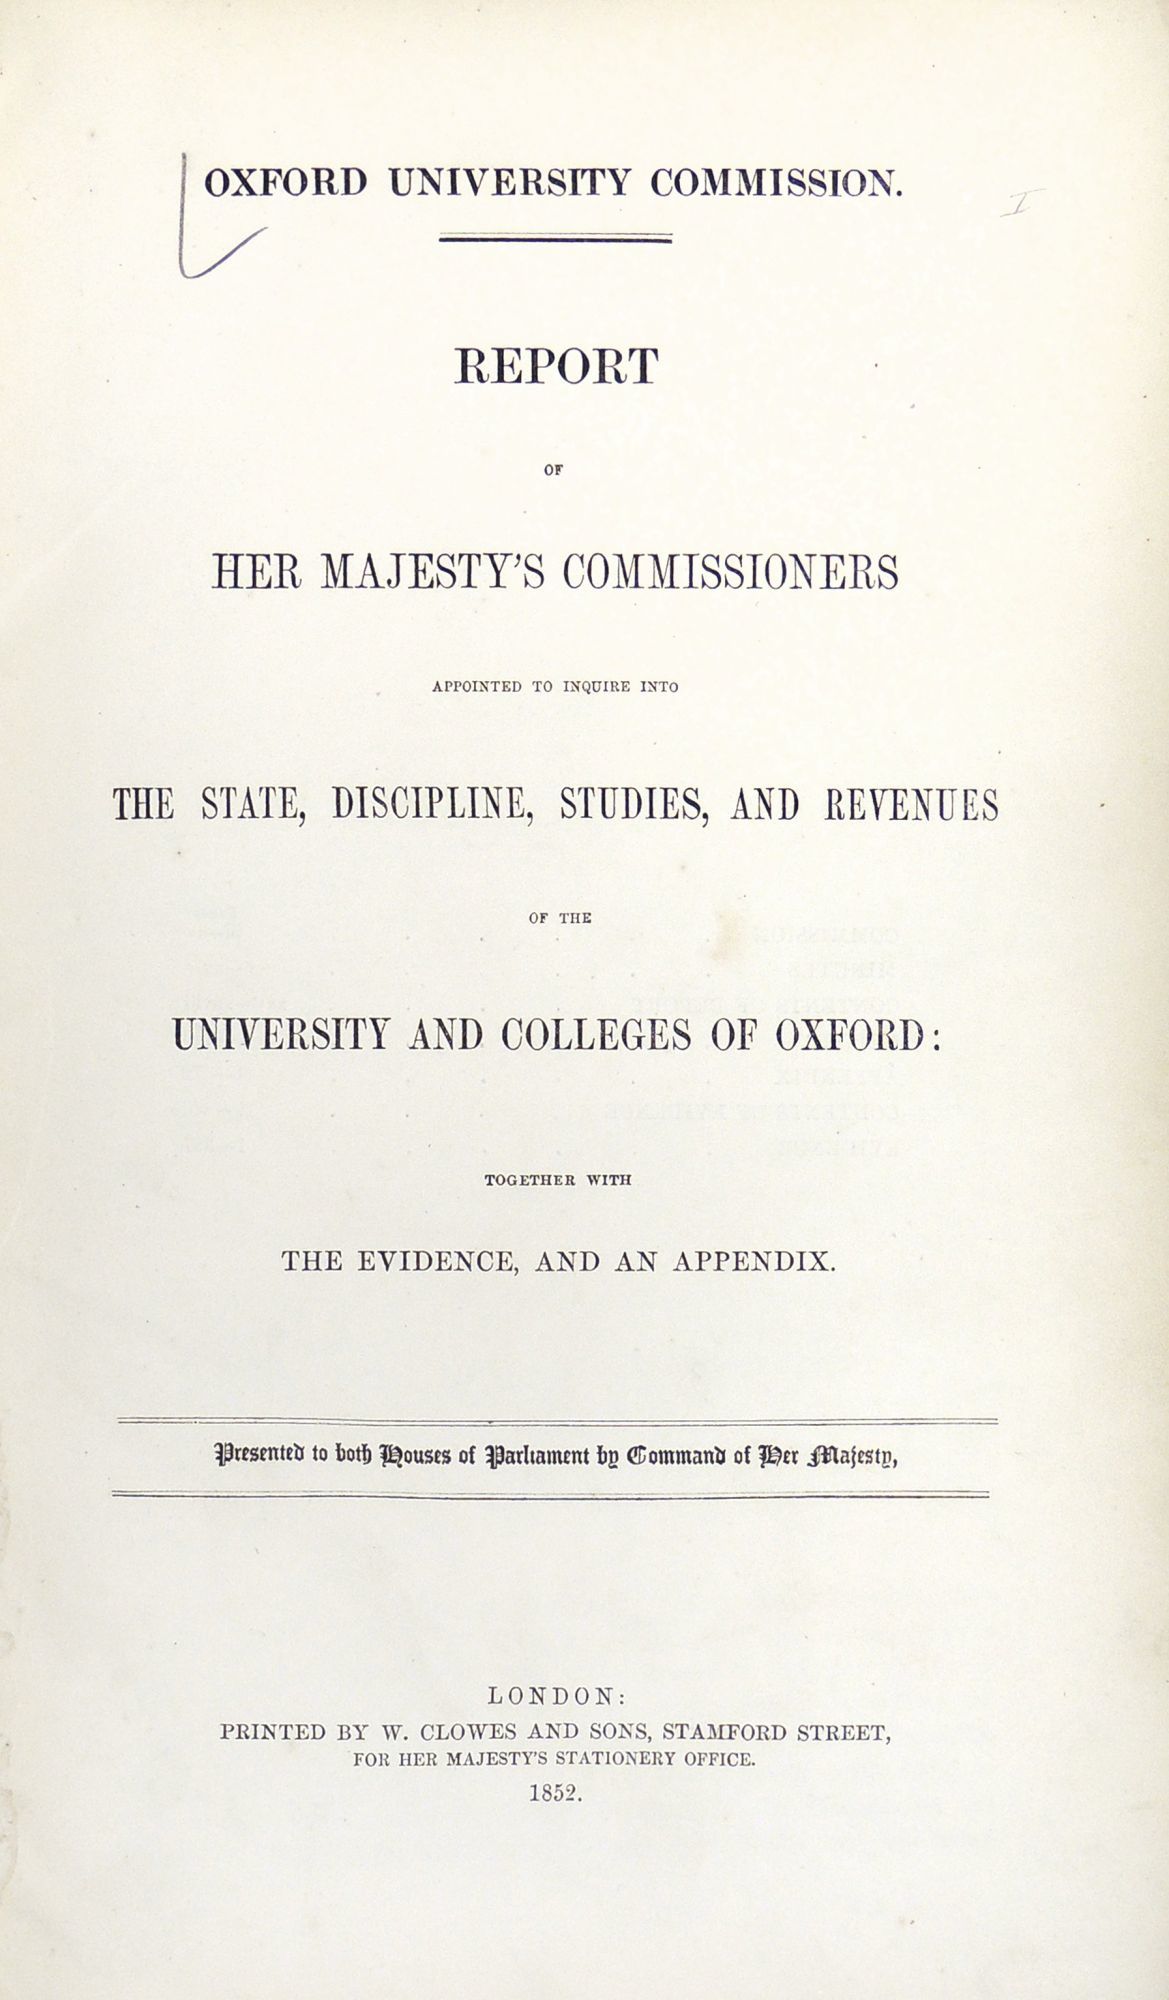 OXFORD UNIVERSITY COMMISSION.
I
REPORT
OF
HER MAJESTY'S COMMISSIONERS
APPOINTED TO INQUIRE INTO
THE STATE, DISCIPLINE, STUDIES, AND REVENUES
OF THE
UNIVERSITY AND COLLEGES OF OXFORD:
TOGETHER WITH
THE EVIDENCE, AND AN APPENDIX.
Presented to both Houses of Parliament by Command of Her Majesty,
LONDON:
PRINTED BY W. CLOWES AND SONS, STAMFORD STREET,
FOR HER MAJESTY'S STATIONERY OFFICE.
1852.